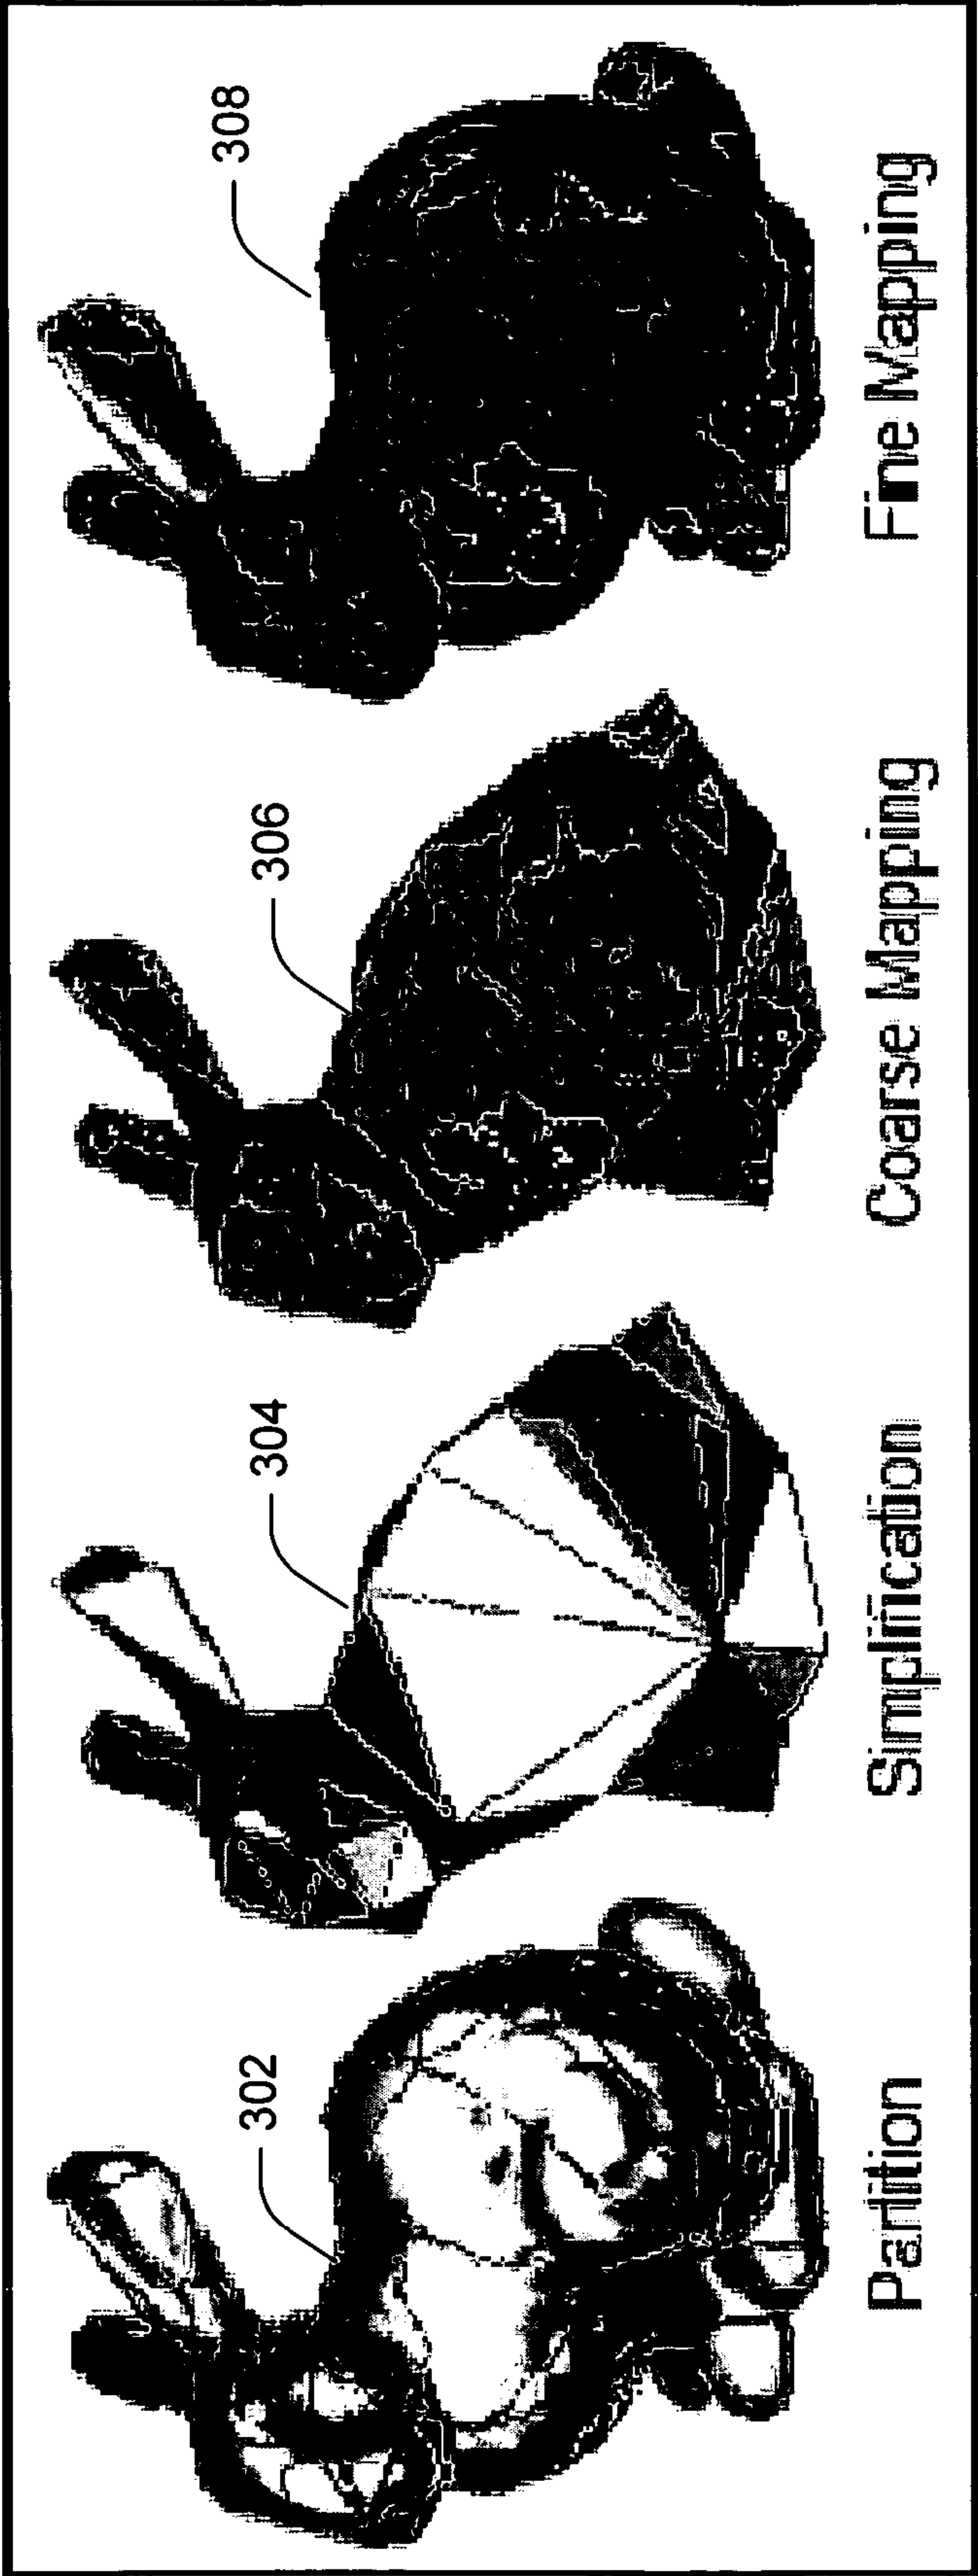 302
304
306
308
Partition
Simplification
Coarse Mapping
Fine Mapping